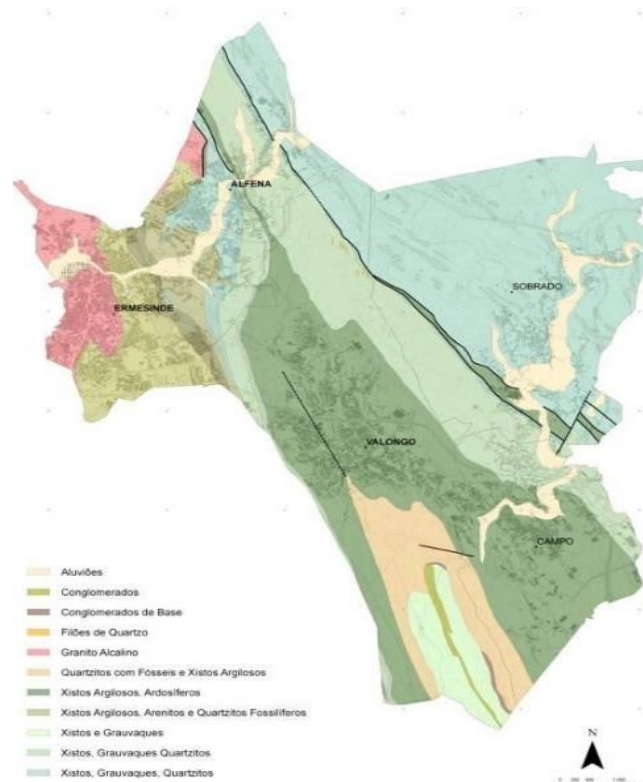 ALFENA
SOBRADO
ERMESINDE
VALONGO
CAMPO
Aluviões
Conglomerados
Conglomerados de Base
Filões de Quartzo
Granito Alcalino
Quartzitos com Fósseis e Xistos Argilosos
Xistos Argilosos, Ardosíferos
Xistos Argilosos, Arenitos e Quartzitos Fossilíferos
Xistos e Grauvaques
Xistos, Grauvaques Quartzitos
Xistos, Grauvaques, Quartzitos
N